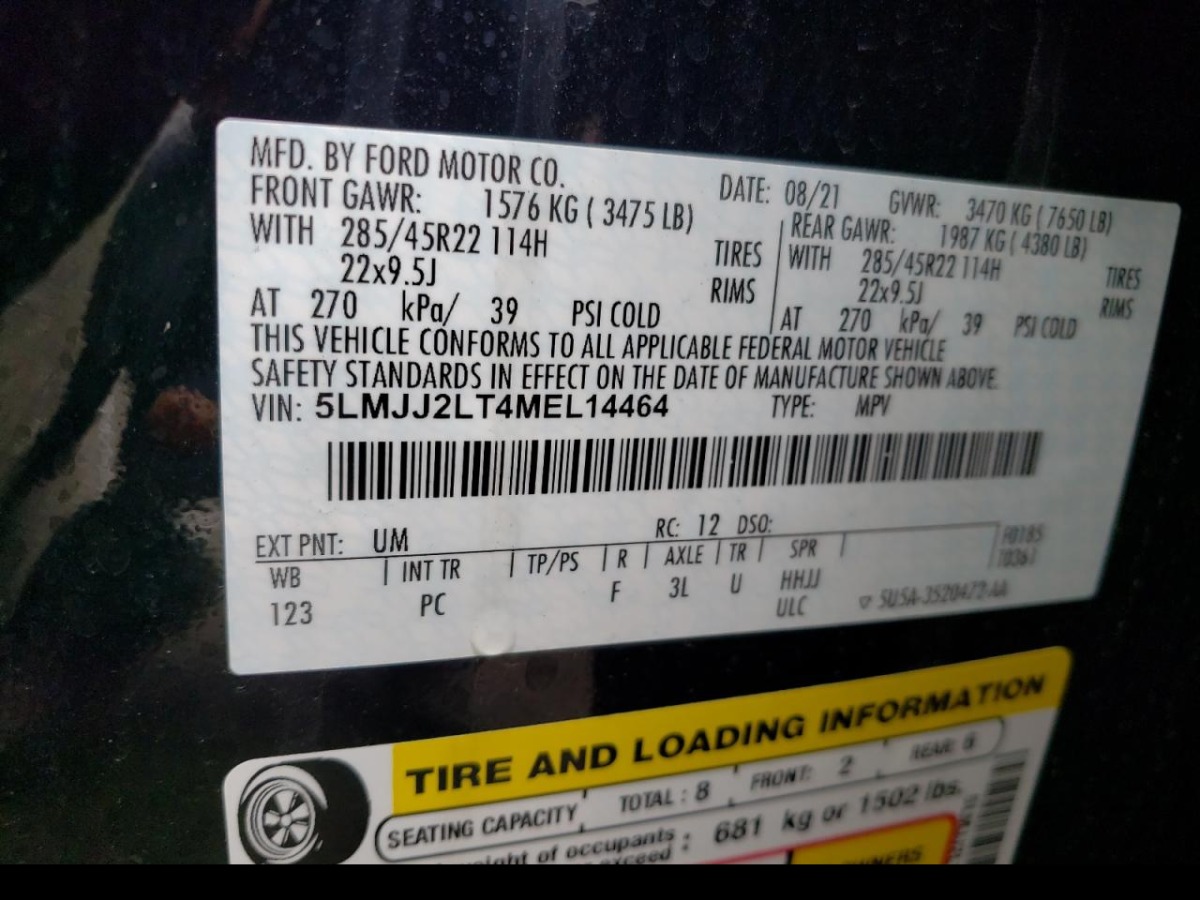 MFD. BY FORD MOTOR CO.
DATE: 08/21 GVWR: 3470 KG ( 7650 LB)
FRONT GAWR: 1576 KG ( 3475 LB)
WITH 285/45R22 114H TIRES
22x9.5J RIMS
AT 270 kPa/ 39 PSI COLD
REAR GAWR: 1987 KG ( 4380 LB)
WITH 285/45R22 114H TIRES
22x9.5J RIMS
AT 270 kPa/ 39 PSI COLD
THIS VEHICLE CONFORMS TO ALL APPLICABLE FEDERAL MOTOR VEHICLE
SAFETY STANDARDS IN EFFECT ON THE DATE OF MANUFACTURE SHOWN ABOVE.
VIN: 5LMJJ2LT4MEL14464 TYPE: MPV
EXT PNT: UM RC: 12 DSO:
WB INT TR TP/PS R AXLE TR SPR
123 PC F 3L U HHJJ
ULC
TIRE AND LOADING INFORMATION
SEATING CAPACITY TOTAL : 8 FRONT: 2 REAR: 6
of occupants
exceed : 681 kg or 1502 lbs.